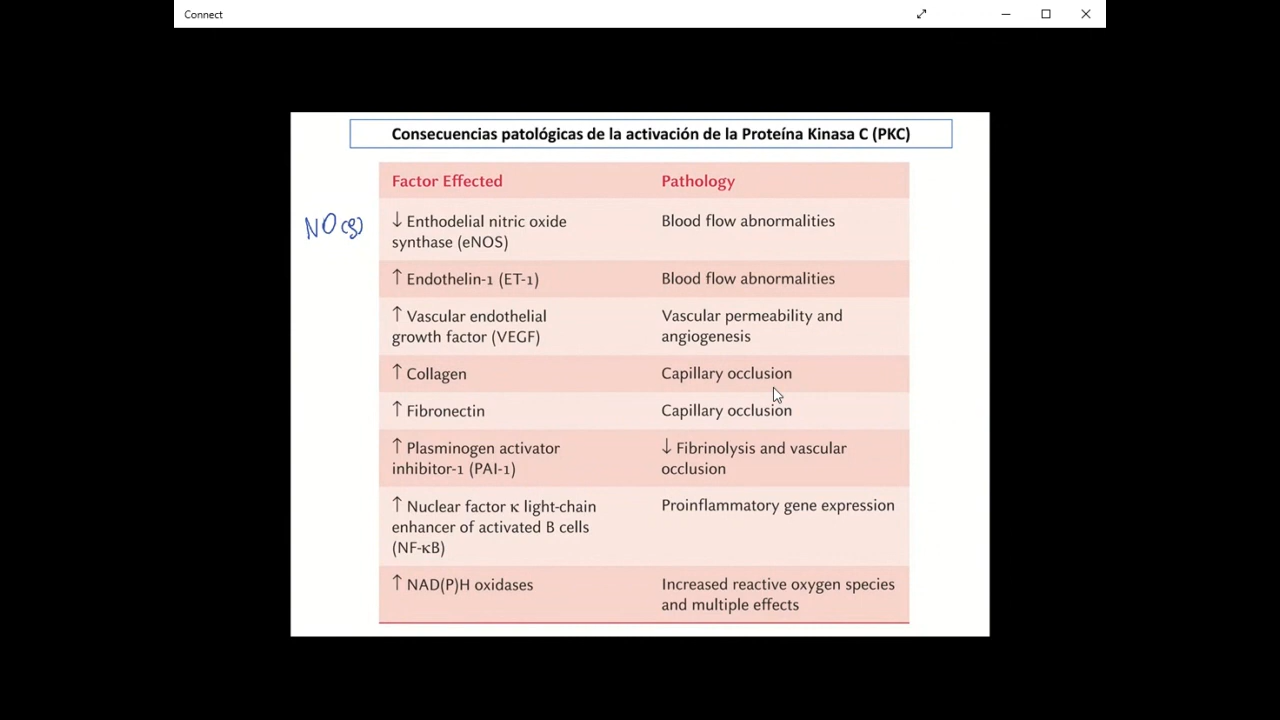 Connect
Consecuencias patológicas de la activación de la Proteína Kinasa C (PKC)
Factor Effected Pathology
NO(g)
↓ Enthodelial nitric oxide Blood flow abnormalities
synthase (eNOS)
↑ Endothelin-1 (ET-1) Blood flow abnormalities
↑ Vascular endothelial Vascular permeability and
growth factor (VEGF) angiogenesis
↑ Collagen Capillary occlusion
↑ Fibronectin Capillary occlusion
↑ Plasminogen activator ↓ Fibrinolysis and vascular
inhibitor-1 (PAI-1) occlusion
↑ Nuclear factor κ light-chain Proinflammatory gene expression
enhancer of activated B cells
(NF-κB)
↑ NAD(P)H oxidases Increased reactive oxygen species
and multiple effects